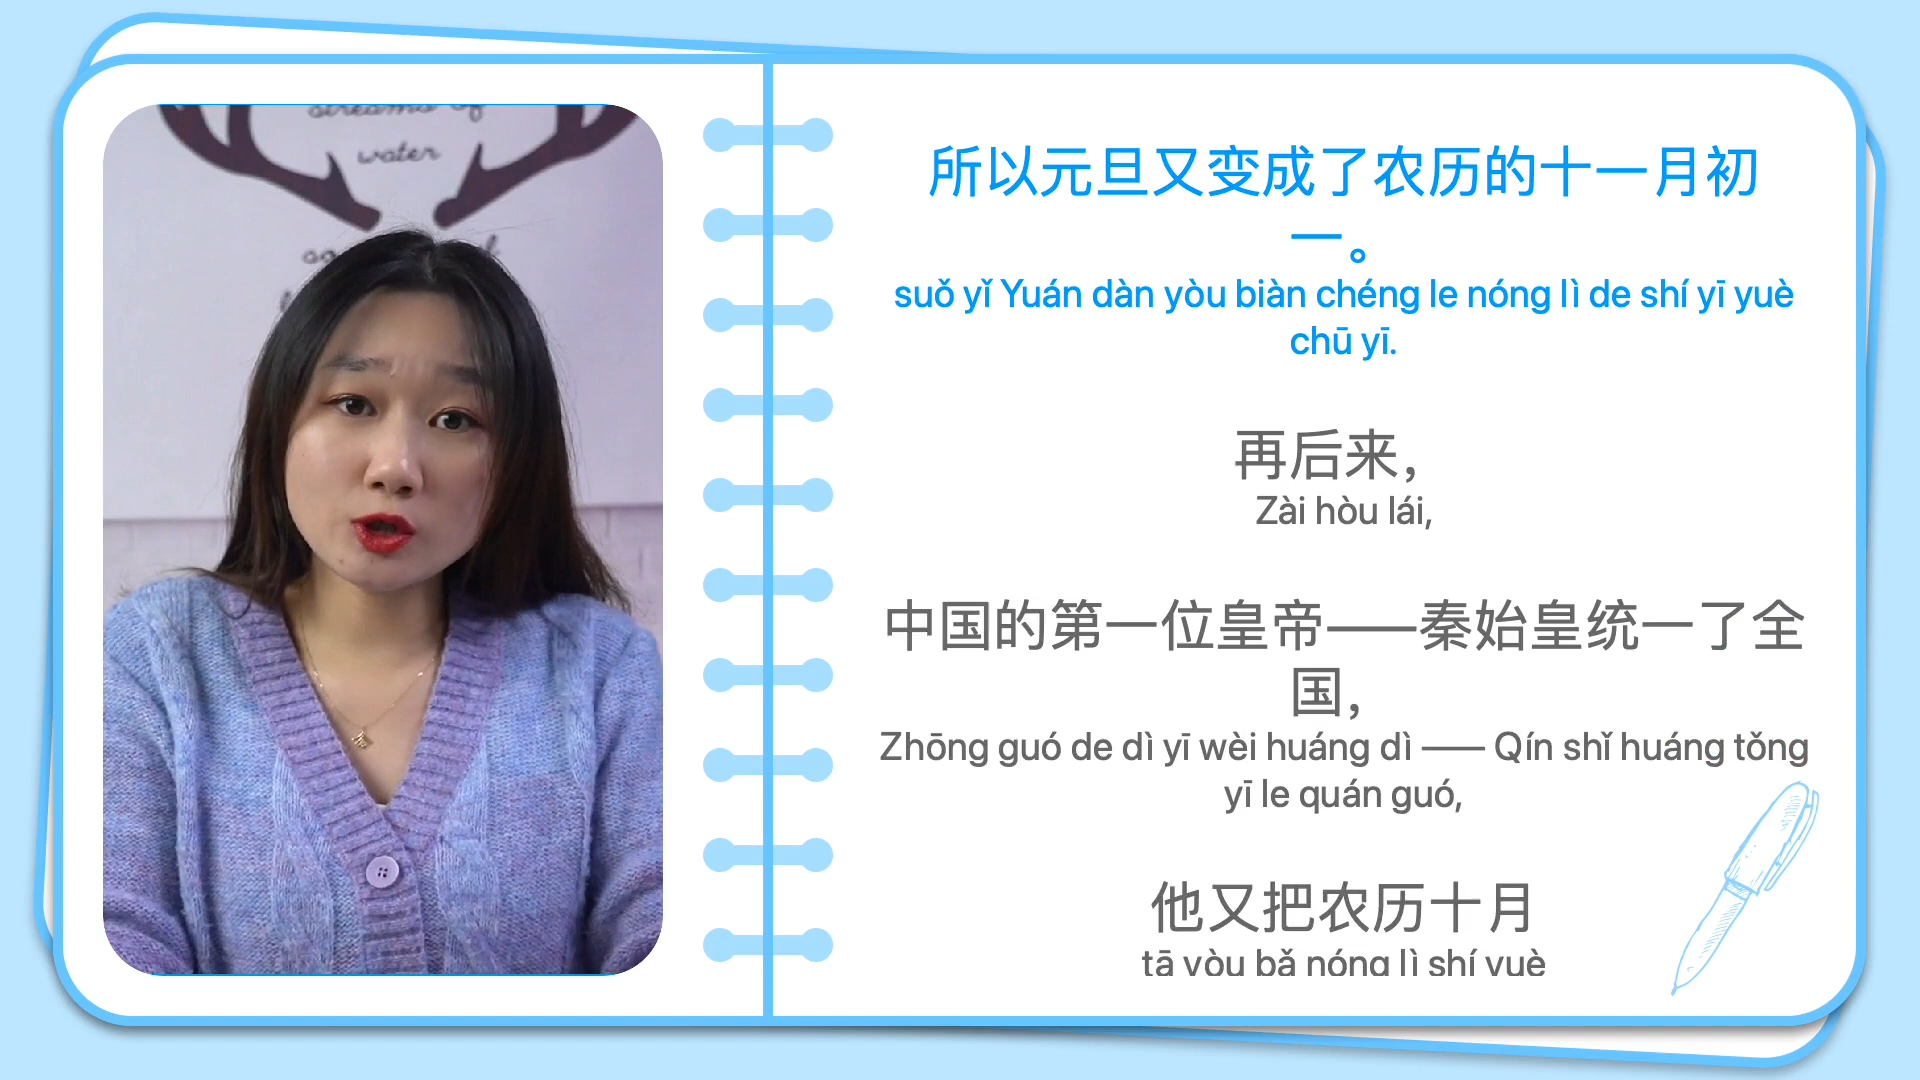 streams of
water
所以元旦又变成了农历的十一月初
一。
suǒ yǐ Yuán dàn yòu biàn chéng le nóng lì de shí yī yuè
chū yī.
再后来，
Zài hòu lái,
中国的第一位皇帝——秦始皇统一了全
国，
Zhōng guó de dì yī wèi huáng dì —— Qín shǐ huáng tǒng
yī le quán guó,
他又把农历十月
tā yòu bǎ nóng lì shí yuè